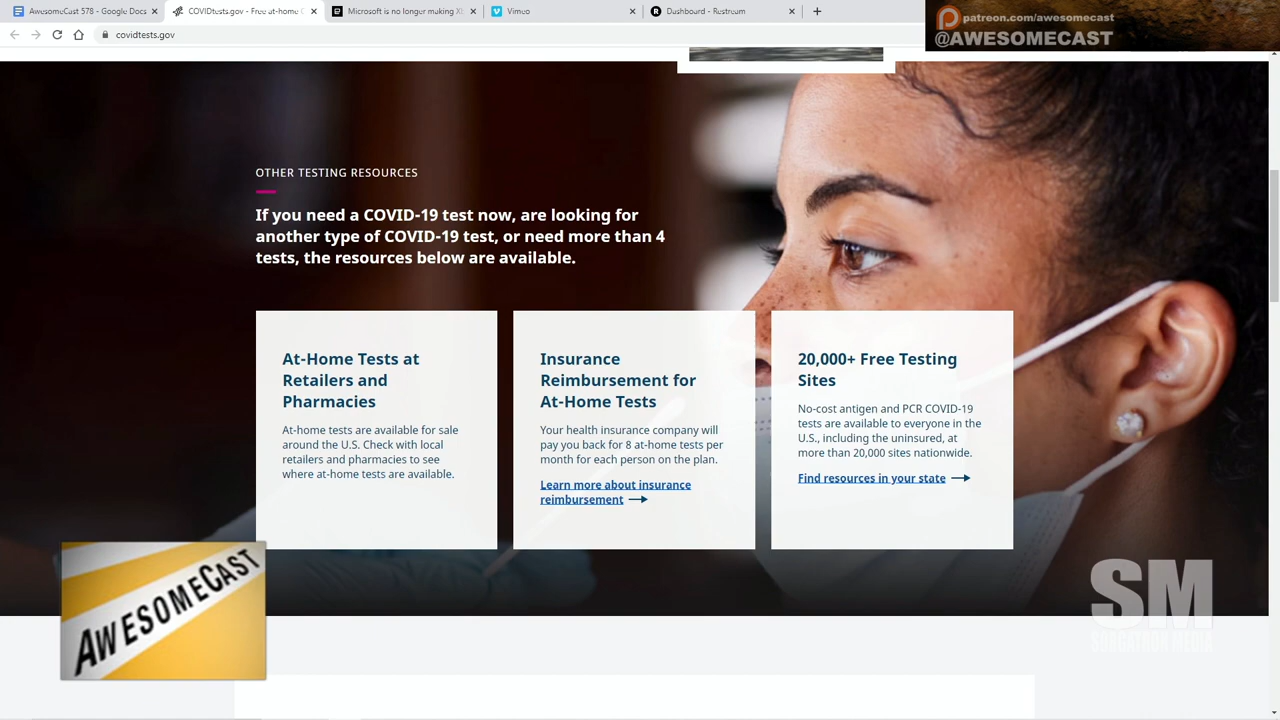 AwesomeCast 578 - Google Docs
COVIDtests.gov - Free at-home C
Microsoft is no longer making X
Vimeo
Dashboard - Restream
covidtests.gov
patreon.com/awesomecast
@AWESOMECAST
OTHER TESTING RESOURCES
If you need a COVID-19 test now, are looking for
another type of COVID-19 test, or need more than 4
tests, the resources below are available.
At-Home Tests at
Retailers and
Pharmacies
At-home tests are available for sale
around the U.S. Check with local
retailers and pharmacies to see
where at-home tests are available.
Insurance
Reimbursement for
At-Home Tests
Your health insurance company will
pay you back for 8 at-home tests per
month for each person on the plan.
Learn more about insurance
reimbursement
20,000+ Free Testing
Sites
No-cost antigen and PCR COVID-19
tests are available to everyone in the
U.S., including the uninsured, at
more than 20,000 sites nationwide.
Find resources in your state
AWESOMECAST
SM
SORGATRON MEDIA